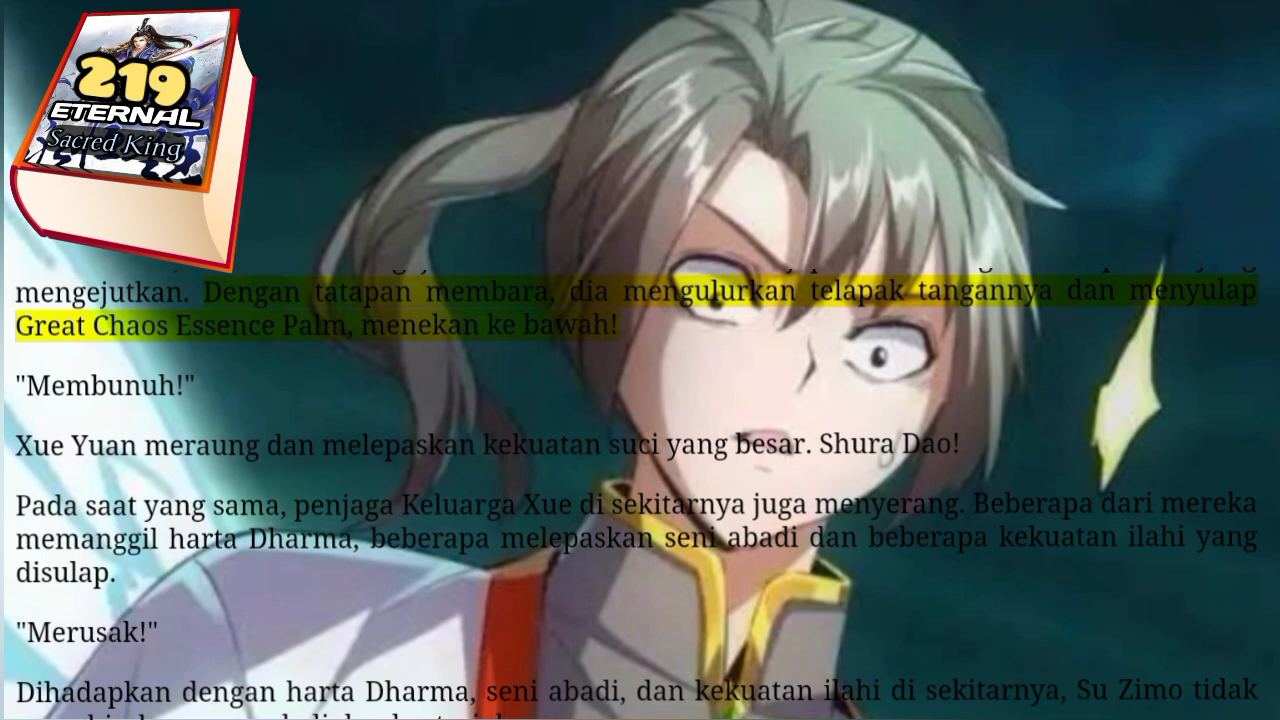 219
ETERNAL
Sacred King
mengejutkan. Dengan tatapan membara, dia mengulurkan telapak tangannya dan menyulap
Great Chaos Essence Palm, menekan ke bawah!
"Membunuh!"
Xue Yuan meraung dan melepaskan kekuatan suci yang besar. Shura Dao!
Pada saat yang sama, penjaga Keluarga Xue di sekitarnya juga menyerang. Beberapa dari mereka
memanggil harta Dharma, beberapa melepaskan seni abadi dan beberapa kekuatan ilahi yang
disulap.
"Merusak!"
Dihadapkan dengan harta Dharma, seni abadi, dan kekuatan ilahi di sekitarnya, Su Zimo tidak